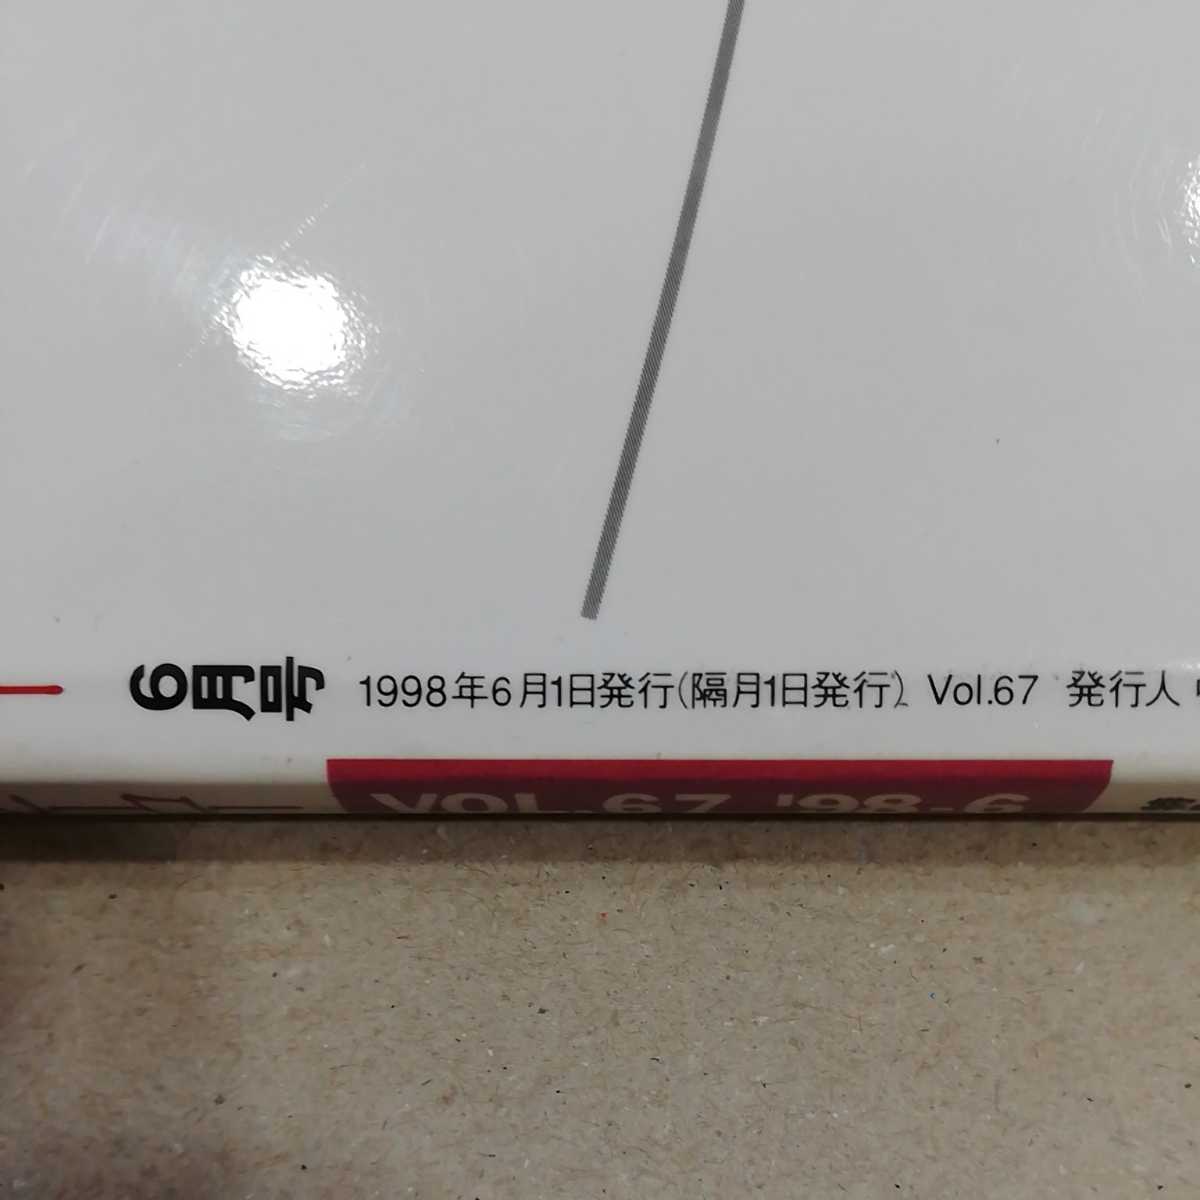 6月号 1998年6月1日発行(隔月1日発行) Vol.67 発行人
VOL.67 '98-6